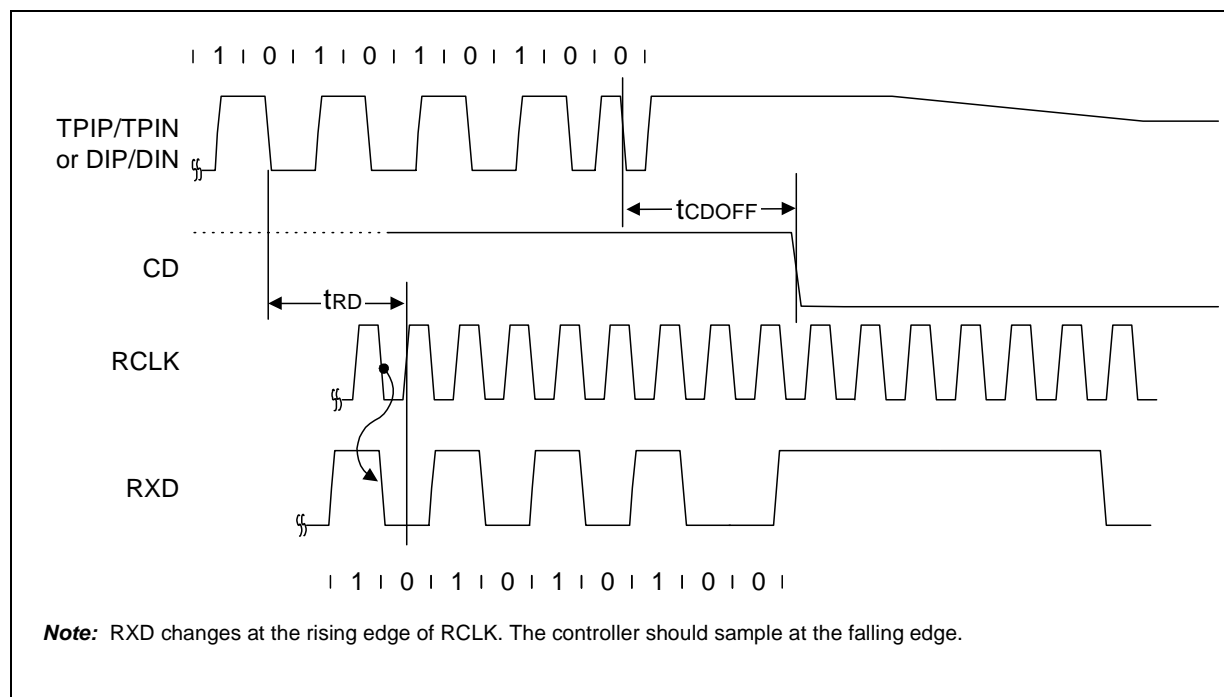 1 0 1 0 1 0 1 0 0
TPIP/TPIN
or DIP/DIN
tCDOFF
CD
tRD
RCLK
RXD
1 0 1 0 1 0 1 0 0
Note: RXD changes at the rising edge of RCLK. The controller should sample at the falling edge.